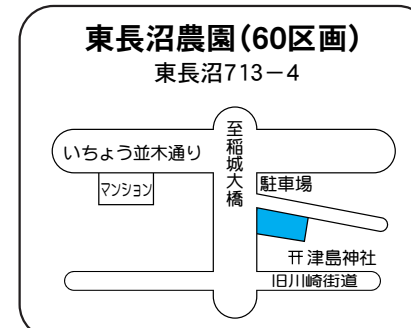 東長沼農園（60区画）
東長沼713－4
至稲城大橋
いちょう並木通り
マンション
駐車場
津島神社
旧川崎街道